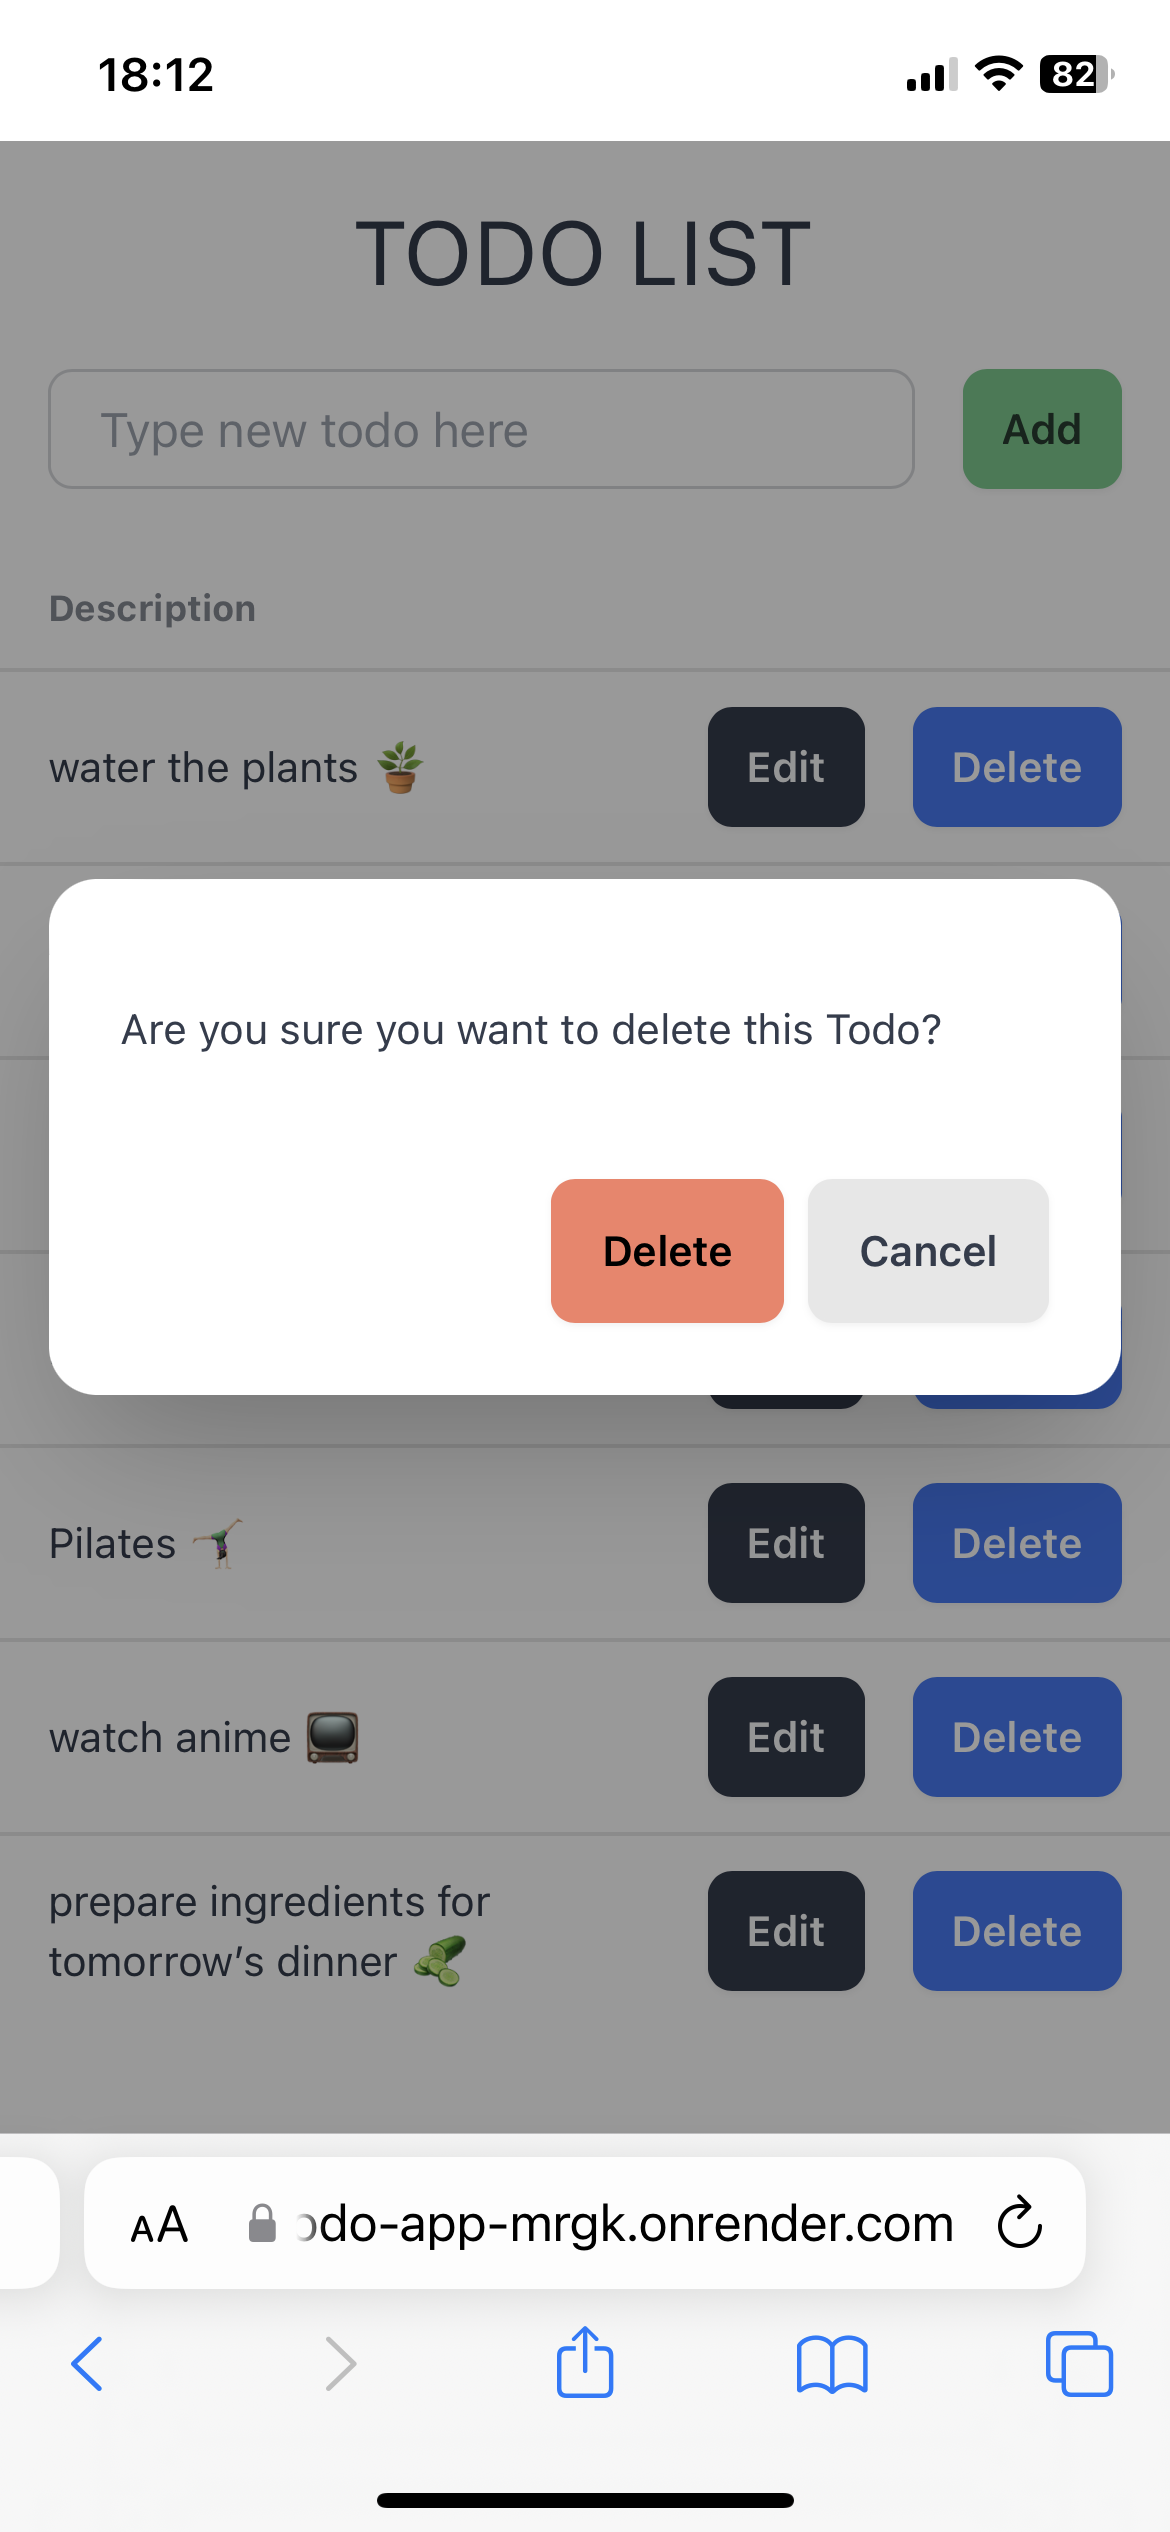 18:12
82
TODO LIST
Type new todo here
Add
Description
water the plants 🪴
Edit
Delete
Are you sure you want to delete this Todo?
Delete
Cancel
Pilates 🤸🏼‍♀️
Edit
Delete
watch anime 📺
Edit
Delete
prepare ingredients for
tomorrow’s dinner 🥒
Edit
Delete
AA
do-app-mrgk.onrender.com